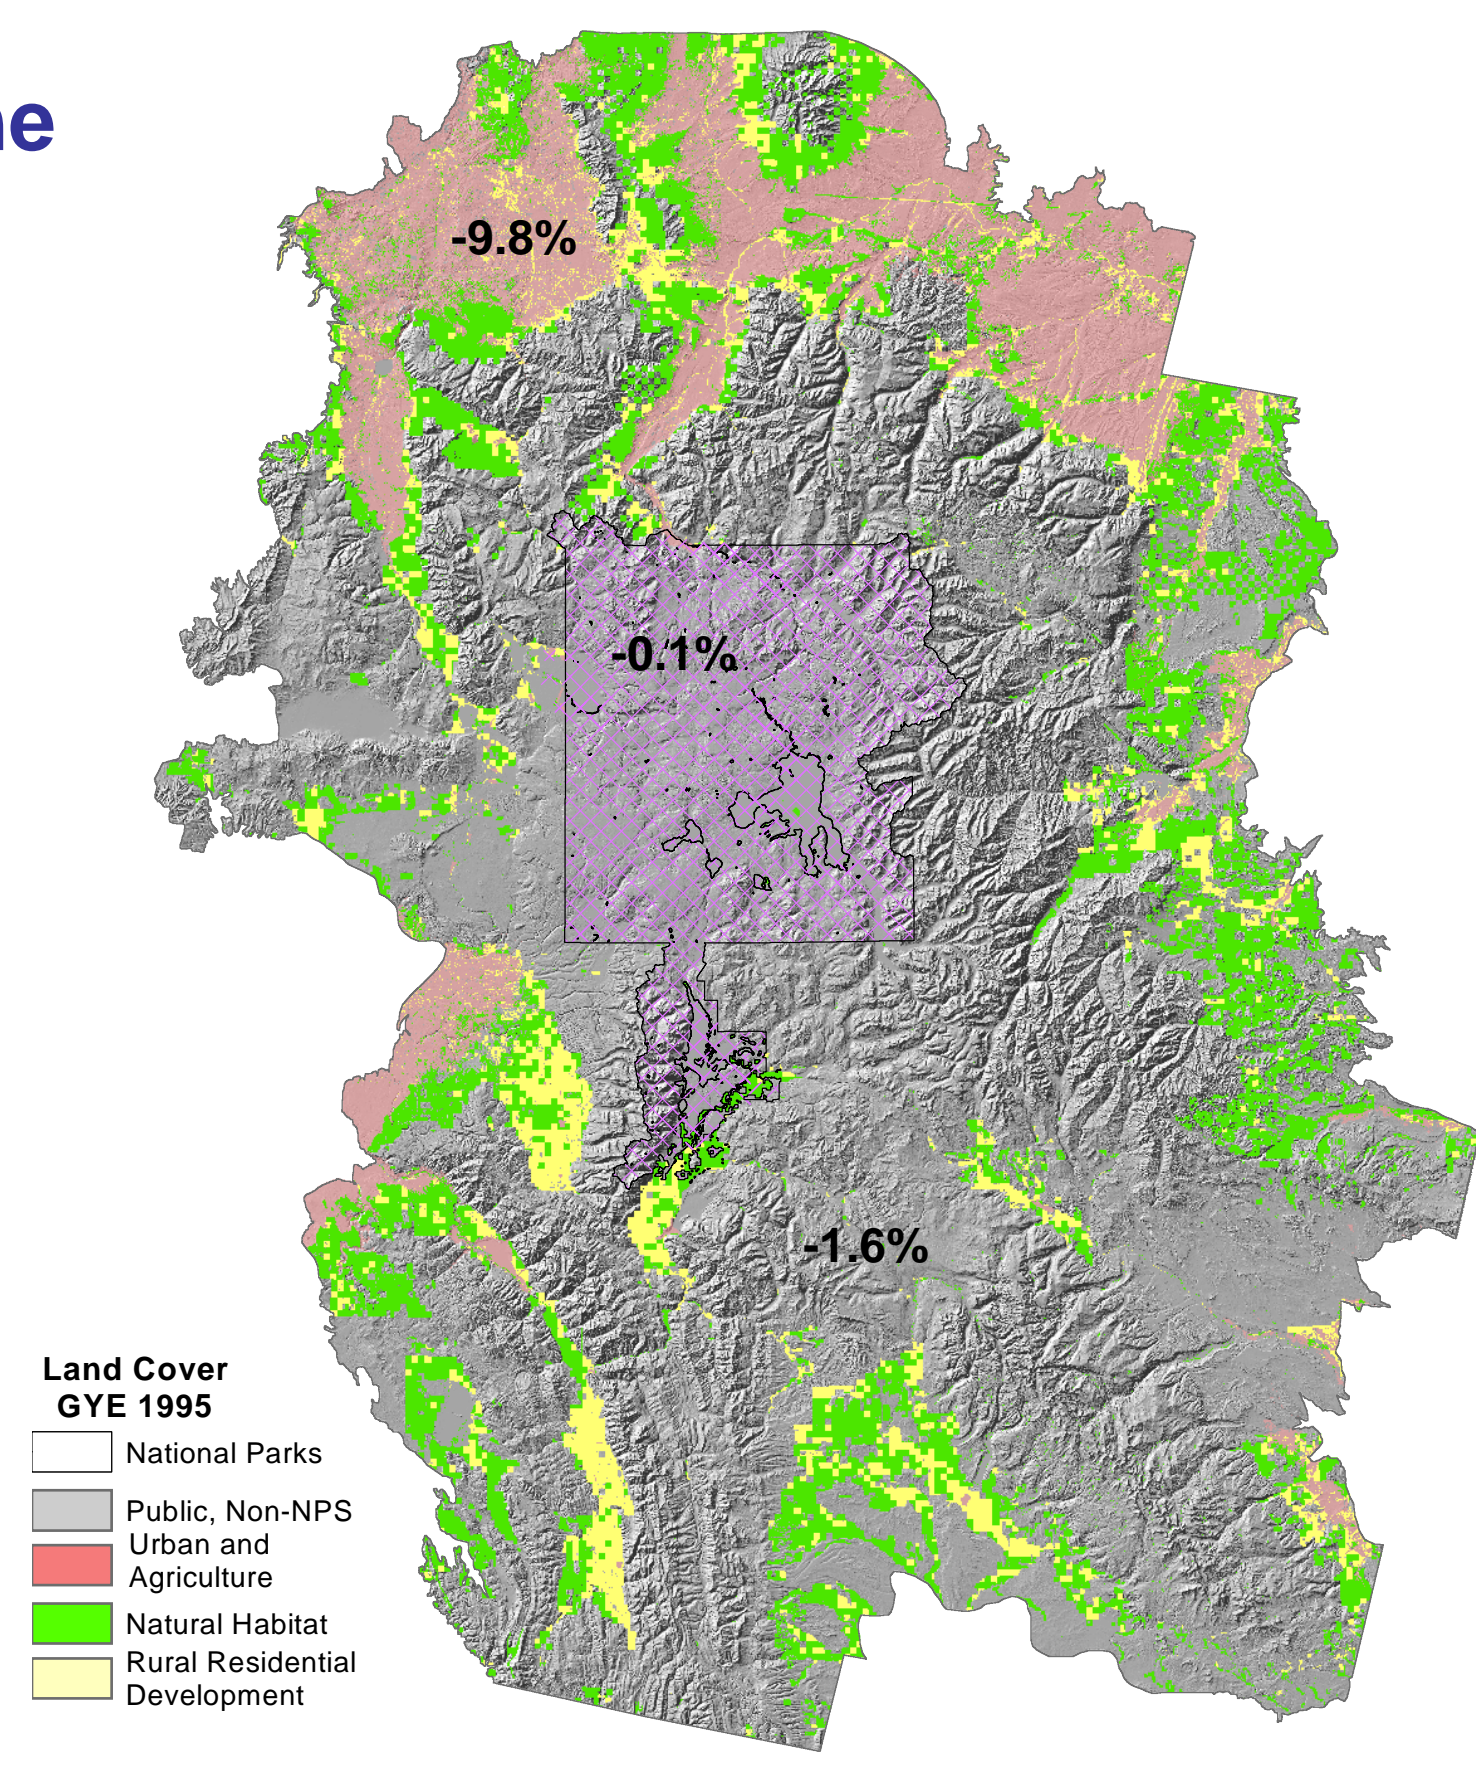 ne
-9.8%
-0.1%
-1.6%
Land Cover
GYE 1995
National Parks
Public, Non-NPS
Urban and
Agriculture
Natural Habitat
Rural Residential
Development